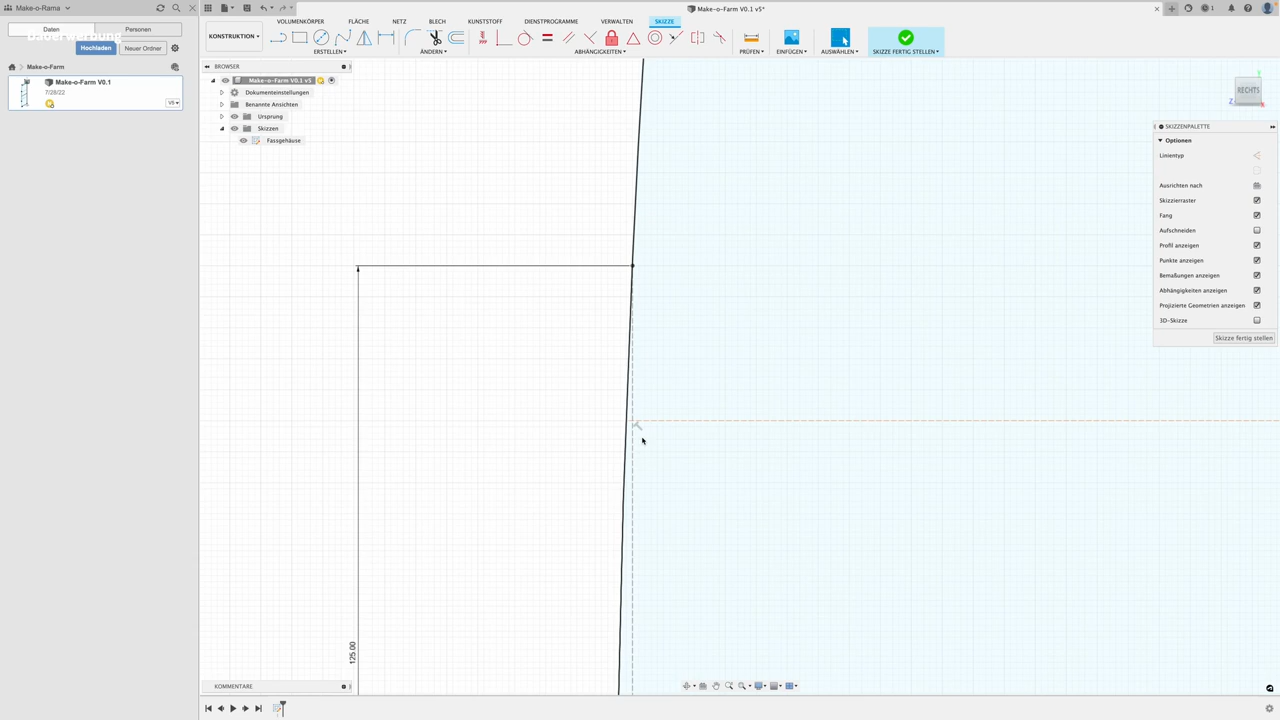 Make-o-Rama
Make-o-Farm V0.1 v5*
1
Daten
Personen
Dauerwerbung
Hochladen
Neuer Ordner
Make-o-Farm
Make-o-Farm V0.1
7/28/22
V5
KONSTRUKTION
VOLUMENKÖRPER
FLÄCHE
NETZ
BLECH
KUNSTSTOFF
DIENSTPROGRAMME
VERWALTEN
SKIZZE
ERSTELLEN
ÄNDERN
ABHÄNGIGKEITEN
PRÜFEN
EINFÜGEN
AUSWÄHLEN
SKIZZE FERTIG STELLEN
BROWSER
Make-o-Farm V0.1 v5
Dokumenteinstellungen
Benannte Ansichten
Ursprung
Skizzen
Fassgehäuse
RECHTS
SKIZZENPALETTE
Optionen
Linientyp
Ausrichten nach
Skizzierraster
Fang
Aufschneiden
Profil anzeigen
Punkte anzeigen
Bemaßungen anzeigen
Abhängigkeiten anzeigen
Projizierte Geometrien anzeigen
3D-Skizze
Skizze fertig stellen
125.00
KOMMENTARE